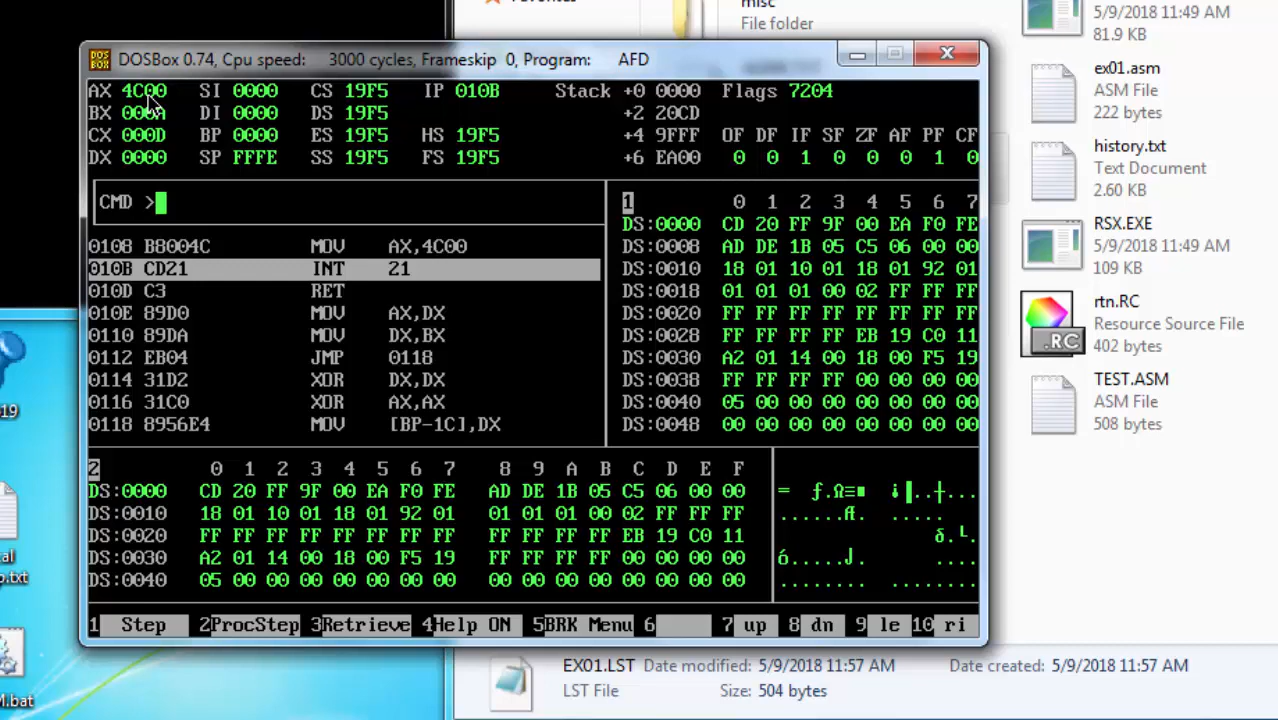 misc
File folder
5/9/2018 11:49 AM
81.9 KB
ex01.asm
ASM File
222 bytes
history.txt
Text Document
2.60 KB
RSX.EXE
5/9/2018 11:49 AM
109 KB
rtn.RC
Resource Source File
402 bytes
.RC
TEST.ASM
ASM File
508 bytes
DOS BOX
DOSBox 0.74, Cpu speed: 3000 cycles, Frameskip 0, Program: AFD
AX 4C00 SI 0000 CS 19F5 IP 010B Stack +0 0000 Flags 7204
BX 000A DI 0000 DS 19F5 +2 20CD
CX 000D BP 0000 ES 19F5 HS 19F5 +4 9FFF OF DF IF SF ZF AF PF CF
DX 0000 SP FFFE SS 19F5 FS 19F5 +6 EA00 0 0 1 0 0 0 1 0
CMD >
0108 B8004C MOV AX,4C00
010B CD21 INT 21
010D C3 RET
010E 89D0 MOV AX,DX
0110 89DA MOV DX,BX
0112 EB04 JMP 0118
0114 31D2 XOR DX,DX
0116 31C0 XOR AX,AX
0118 8956E4 MOV [BP-1C],DX
1 0 1 2 3 4 5 6 7
DS:0000 CD 20 FF 9F 00 EA F0 FE
DS:0008 AD DE 1B 05 C5 06 00 00
DS:0010 18 01 10 01 18 01 92 01
DS:0018 01 01 01 00 02 FF FF FF
DS:0020 FF FF FF FF FF FF FF FF
DS:0028 FF FF FF FF EB 19 C0 11
DS:0030 A2 01 14 00 18 00 F5 19
DS:0038 FF FF FF FF 00 00 00 00
DS:0040 05 00 00 00 00 00 00 00
DS:0048 00 00 00 00 00 00 00 00
2 0 1 2 3 4 5 6 7 8 9 A B C D E F
DS:0000 CD 20 FF 9F 00 EA F0 FE AD DE 1B 05 C5 06 00 00
DS:0010 18 01 10 01 18 01 92 01 01 01 01 00 02 FF FF FF
DS:0020 FF FF FF FF FF FF FF FF FF FF FF FF EB 19 C0 11
DS:0030 A2 01 14 00 18 00 F5 19 FF FF FF FF 00 00 00 00
DS:0040 05 00 00 00 00 00 00 00 00 00 00 00 00 00 00 00
1 Step 2ProcStep 3Retrieve 4Help ON 5BRK Menu 6 7 up 8 dn 9 le 10 ri
EX01.LST Date modified: 5/9/2018 11:57 AM Date created: 5/9/2018 11:57 AM
LST File Size: 504 bytes